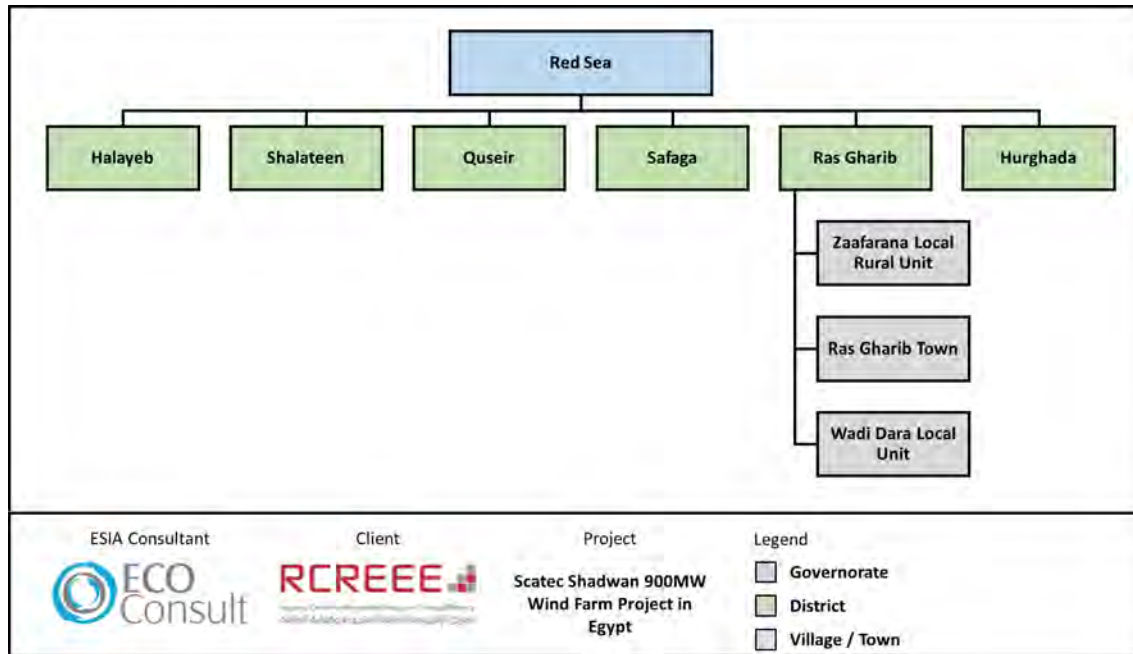 Red Sea
Halayeb
Shalateen
Quseir
Safaga
Ras Gharib
Hurghada
Zaafarana Local
Rural Unit
Ras Gharib Town
Wadi Dara Local
Unit
ESIA Consultant
ECO
Consult
Client
RCREEE
Project
Scatec Shadwan 900MW
Wind Farm Project in
Egypt
Legend
Governorate
District
Village / Town